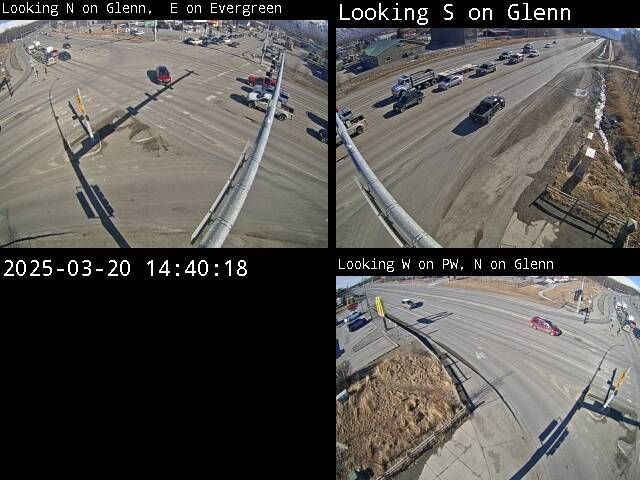 Looking N on Glenn,  E on Evergreen
Looking S on Glenn
2025-03-20 14:40:18
Looking W on PW, N on Glenn